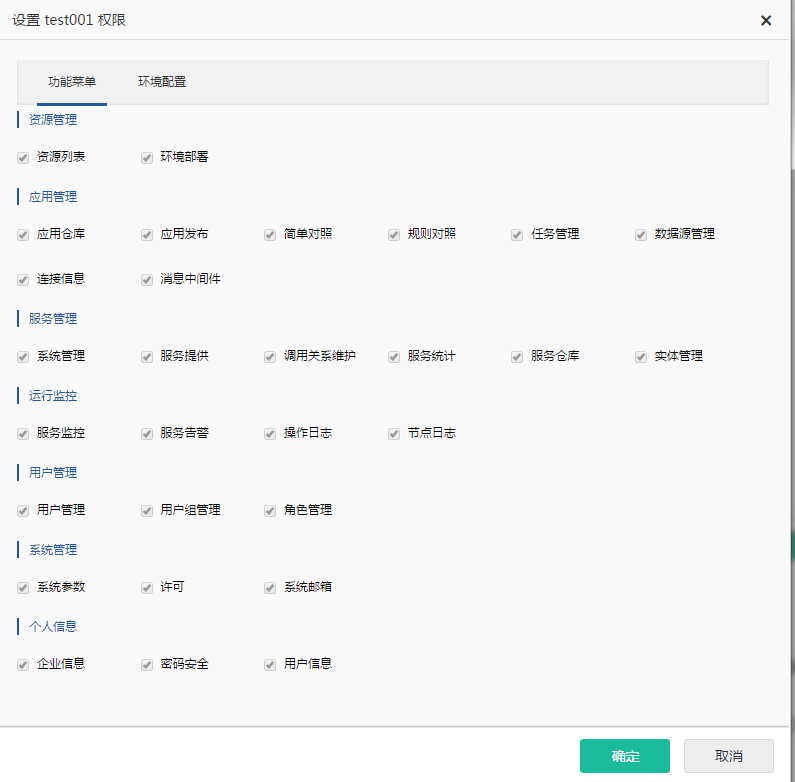 设置 test001 权限
功能菜单 环境配置
资源管理
资源列表 环境部署
应用管理
应用仓库 应用发布 简单对照 规则对照 任务管理 数据源管理
连接信息 消息中间件
服务管理
系统管理 服务提供 调用关系维护 服务统计 服务仓库 实体管理
运行监控
服务监控 服务告警 操作日志 节点日志
用户管理
用户管理 用户组管理 角色管理
系统管理
系统参数 许可 系统邮箱
个人信息
企业信息 密码安全 用户信息
确定 取消